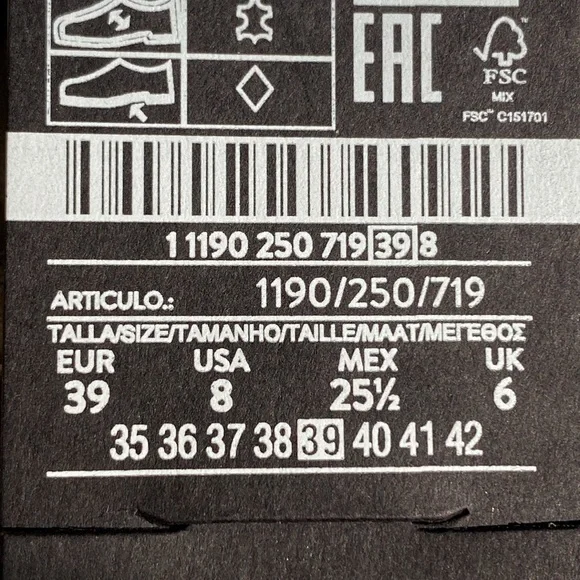 EAC
FSC
MIX
FSC™ C151701
1 1190 250 719 39 8
ARTICULO.: 1190/250/719
TALLA/SIZE/TAMANHO/TAILLE/MAAT/ΜΕΓΕΘΟΣ
EUR USA MEX UK
39 8 25½ 6
35 36 37 38 39 40 41 42